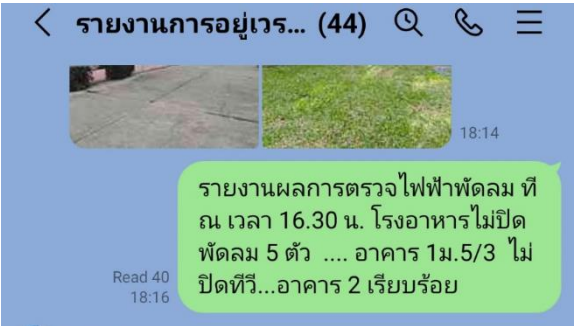 รายงานการอยู่เวร... (44)
18:14
รายงานผลการตรวจไฟฟ้าพัดลม ที
ณ เวลา 16.30 น. โรงอาหารไม่ปิด
พัดลม 5 ตัว .... อาคาร 1ม.5/3 ไม่
ปิดทีวี...อาคาร 2 เรียบร้อย
Read 40
18:16